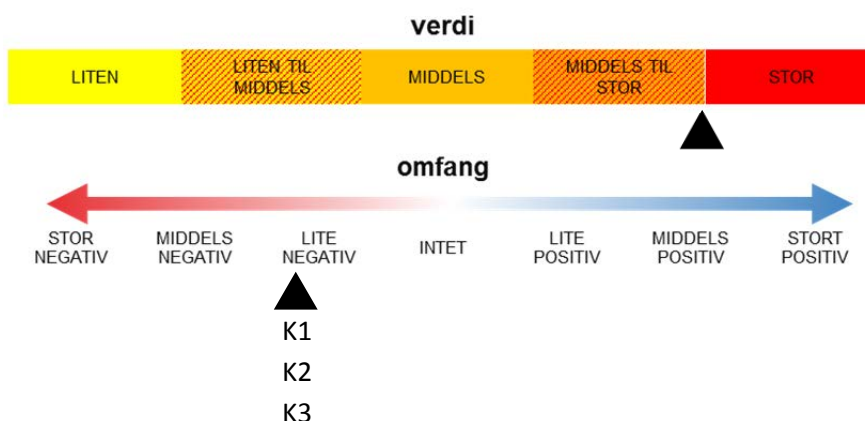 verdi
LITEN
LITEN TIL
MIDDELS
MIDDELS
MIDDELS TIL
STOR
STOR
omfang
STOR
NEGATIV
MIDDELS
NEGATIV
LITE
NEGATIV
INTET
LITE
POSITIV
MIDDELS
POSITIV
STORT
POSITIV
K1
K2
K3